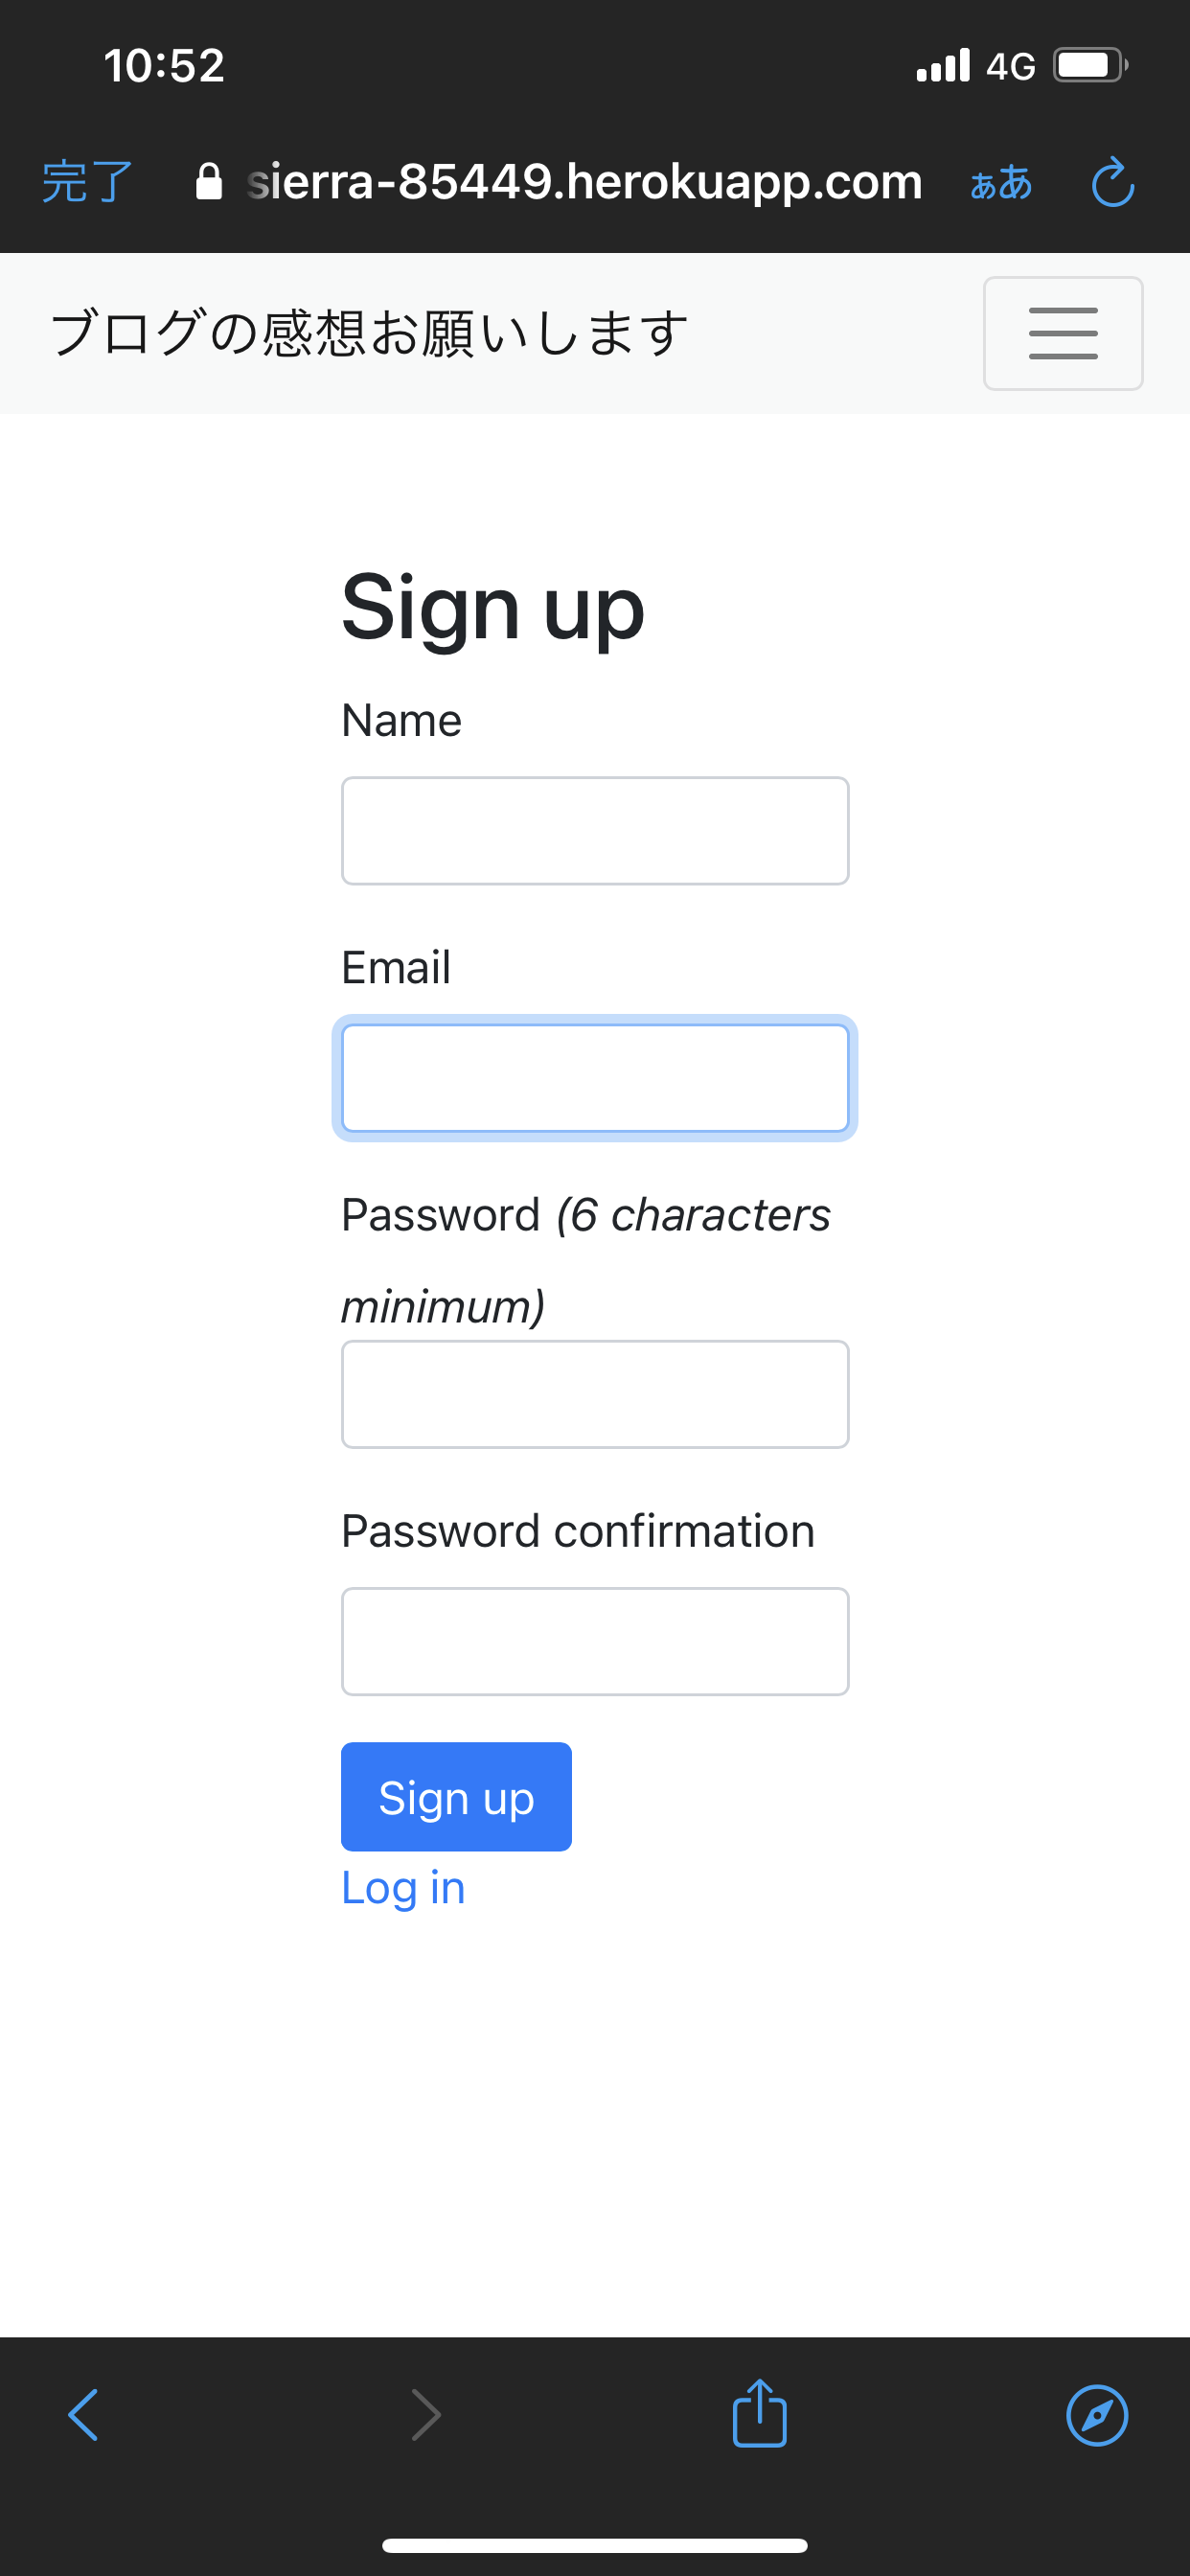 10:52
4G
完了
sierra-85449.herokuapp.com
ぁあ
ブログの感想お願いします
Sign up
Name
Email
Password (6 characters
minimum)
Password confirmation
Sign up
Log in